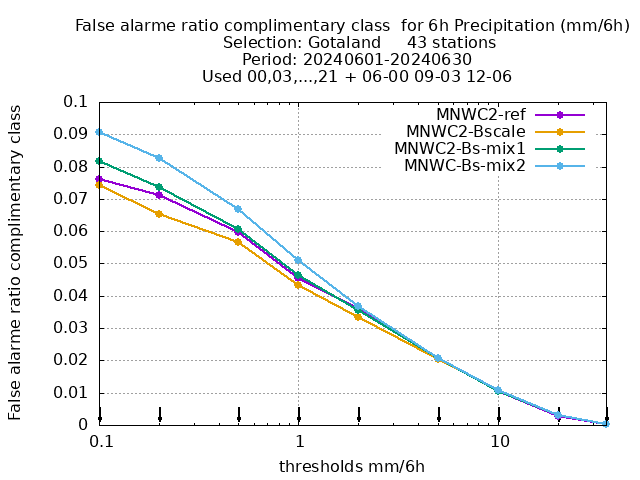 False alarme ratio complimentary class  for 6h Precipitation (mm/6h)
Selection: Gotaland     43 stations
Period: 20240601-20240630
Used 00,03,...,21 + 06-00 09-03 12-06
MNWC2-ref
MNWC2-Bscale
MNWC2-Bs-mix1
MNWC-Bs-mix2
False alarme ratio complimentary class
0.1
0.09
0.08
0.07
0.06
0.05
0.04
0.03
0.02
0.01
0
0.1
1
10
thresholds mm/6h